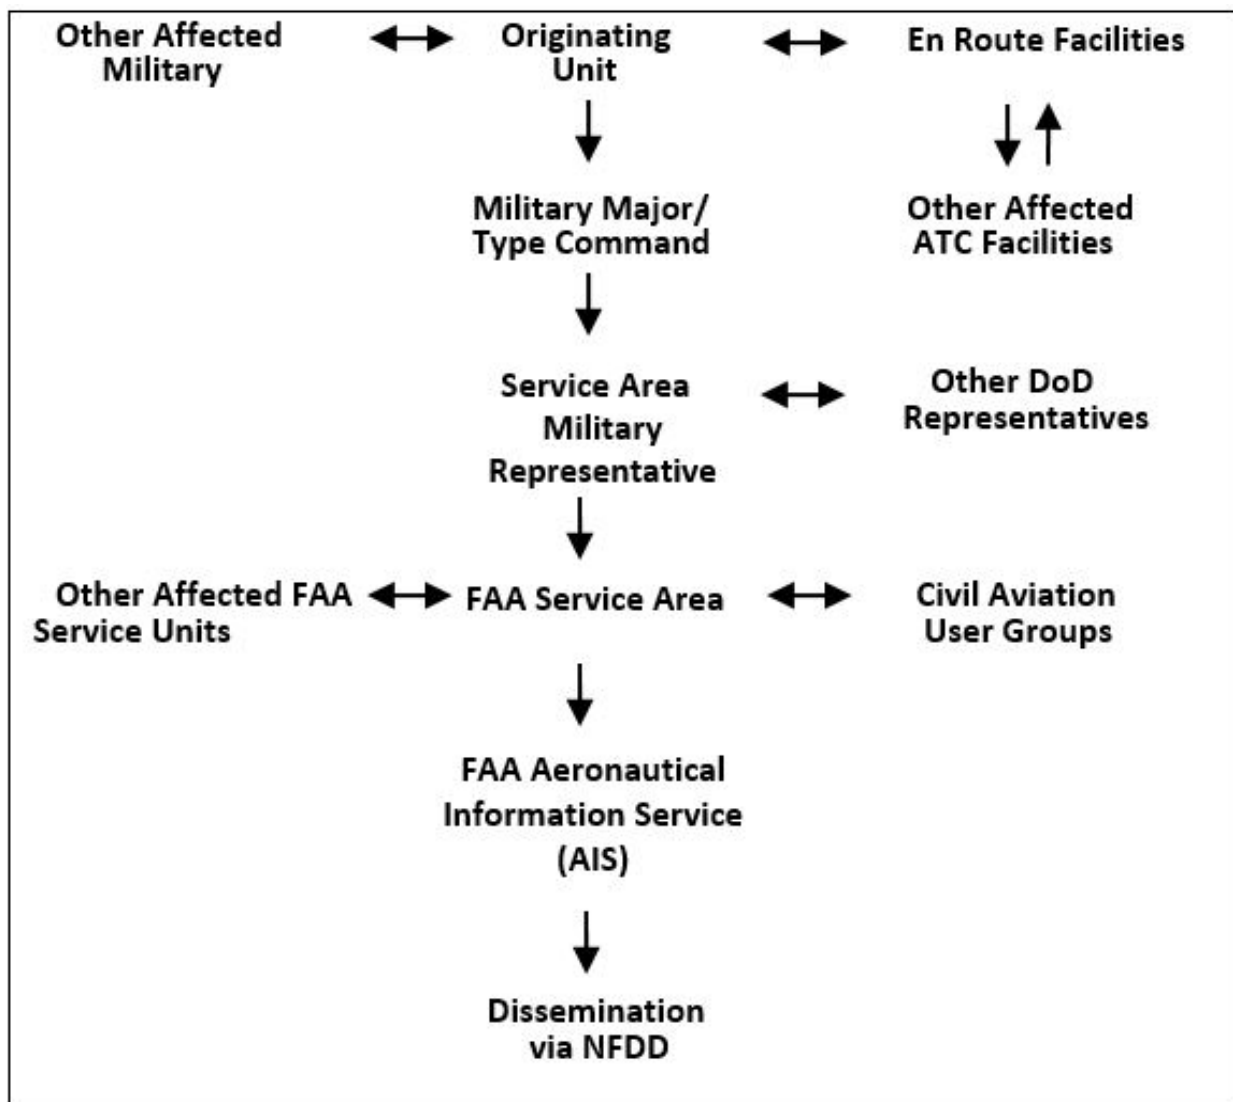 Other Affected
Military
Originating
Unit
En Route Facilities
Military Major/
Type Command
Other Affected
ATC Facilities
Service Area
Military
Representative
Other DoD
Representatives
Other Affected FAA
Service Units
FAA Service Area
Civil Aviation
User Groups
FAA Aeronautical
Information Service
(AIS)
Dissemination
via NFDD